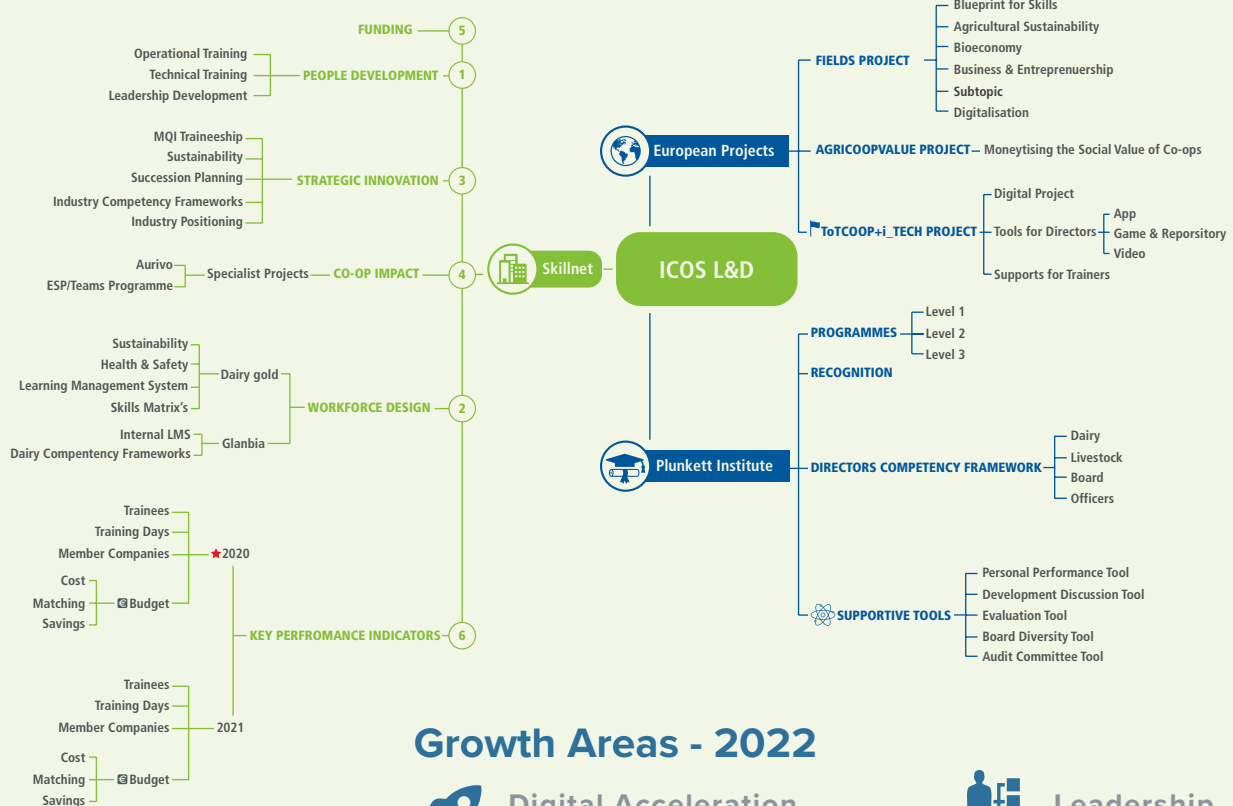 FUNDING
5
Operational Training
Technical Training
Leadership Development
PEOPLE DEVELOPMENT
1
MQI Traineeship
Sustainability
Succession Planning
Industry Competency Frameworks
Industry Positioning
STRATEGIC INNOVATION
3
Aurivo
ESP/Teams Programme
Specialist Projects
CO-OP IMPACT
4
Skillnet
ICOS L&D
Sustainability
Health & Safety
Learning Management System
Skills Matrix's
Dairy gold
Internal LMS
Dairy Compentency Frameworks
Glanbia
WORKFORCE DESIGN
2
Trainees
Training Days
Member Companies
2020
Cost
Matching
Savings
Budget
KEY PERFROMANCE INDICATORS
6
Trainees
Training Days
Member Companies
2021
Cost
Matching
Savings
Budget
European Projects
FIELDS PROJECT
Blueprint for Skills
Agricultural Sustainability
Bioeconomy
Business & Entreprenuership
Subtopic
Digitalisation
AGRICOOPVALUE PROJECT
Moneytising the Social Value of Co-ops
ToTCOOP+i_TECH PROJECT
Digital Project
Tools for Directors
App
Game & Reporsitory
Video
Supports for Trainers
Plunkett Institute
PROGRAMMES
Level 1
Level 2
Level 3
RECOGNITION
DIRECTORS COMPETENCY FRAMEWORK
Dairy
Livestock
Board
Officers
SUPPORTIVE TOOLS
Personal Performance Tool
Development Discussion Tool
Evaluation Tool
Board Diversity Tool
Audit Committee Tool
Growth Areas - 2022
Digital Acceleration
Leadership